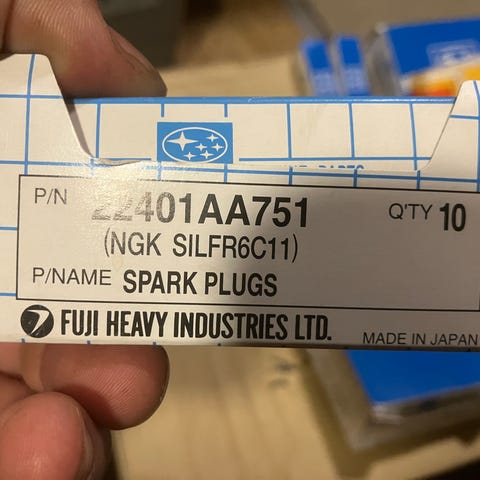 P/N 22401AA751 Q'TY 10
(NGK SILFR6C11)
P/NAME SPARK PLUGS
FUJI HEAVY INDUSTRIES LTD.
MADE IN JAPAN